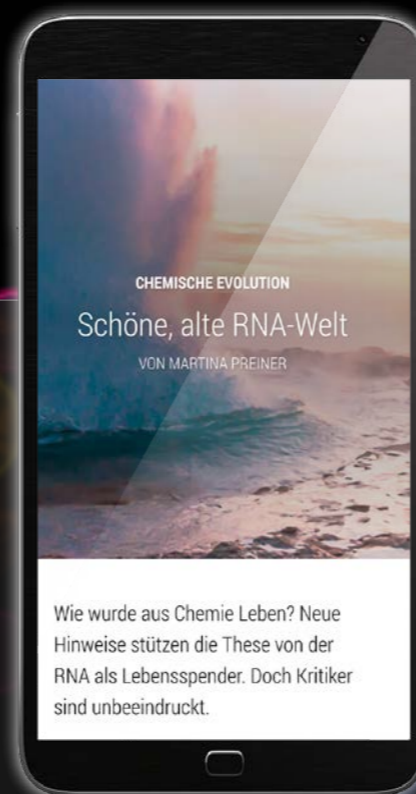 CHEMISCHE EVOLUTION
Schöne, alte RNA-Welt
VON MARTINA PREINER
Wie wurde aus Chemie Leben? Neue
Hinweise stützen die These von der
RNA als Lebensspender. Doch Kritiker
sind unbeeindruckt.